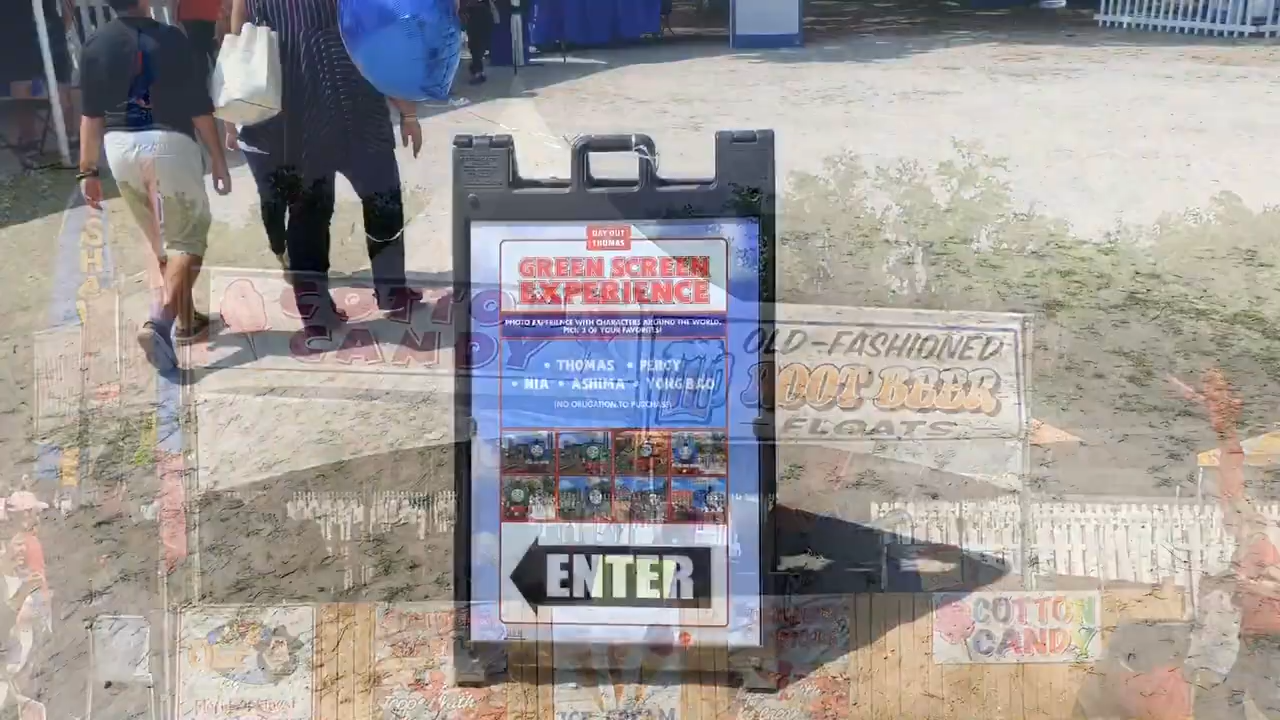 DAY OUT
THOMAS
GREEN SCREEN
EXPERIENCE
PHOTO EXPERIENCE WITH CHARACTERS AROUND THE WORLD.
PICK 3 OF YOUR FAVORITES!
• THOMAS • PERCY
• NIA • ASHIMA • YONG BAO
(NO OBLIGATION TO PURCHASE)
ENTER
COTTON
CANDY
OLD-FASHIONED
ROOT BEER
FLOATS
COTTON
CANDY
ICE CREAM